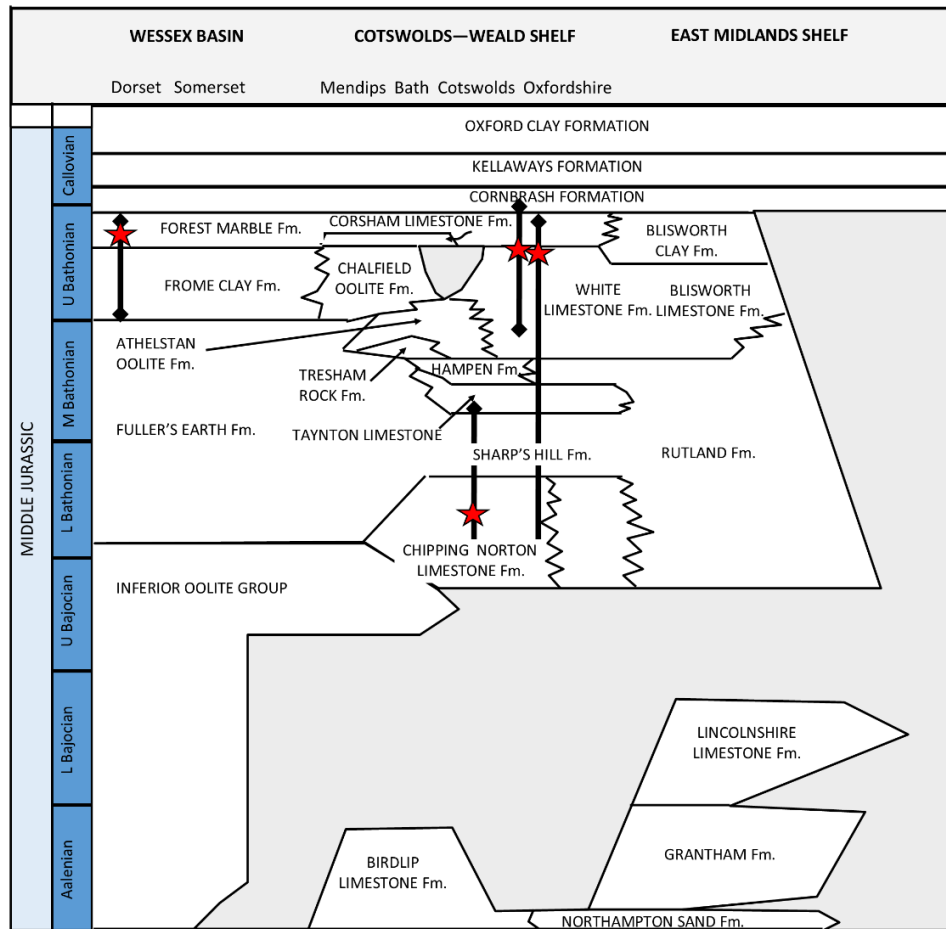 WESSEX BASIN
COTSWOLDS—WEALD SHELF
EAST MIDLANDS SHELF
Dorset Somerset
Mendips Bath Cotswolds Oxfordshire
MIDDLE JURASSIC
Callovian
U Bathonian
M Bathonian
L Bathonian
U Bajocian
L Bajocian
Aalenian
OXFORD CLAY FORMATION
KELLAWAYS FORMATION
CORNBRASH FORMATION
FOREST MARBLE Fm.
CORSHAM LIMESTONE Fm.
BLISWORTH
CLAY Fm.
FROME CLAY Fm.
CHALFIELD
OOLITE Fm.
WHITE
LIMESTONE Fm.
BLISWORTH
LIMESTONE Fm.
ATHELSTAN
OOLITE Fm.
TRESHAM
ROCK Fm.
HAMPEN Fm.
TAYNTON LIMESTONE
FULLER'S EARTH Fm.
SHARP'S HILL Fm.
RUTLAND Fm.
CHIPPING NORTON
LIMESTONE Fm.
INFERIOR OOLITE GROUP
LINCOLNSHIRE
LIMESTONE Fm.
BIRDLIP
LIMESTONE Fm.
GRANTHAM Fm.
NORTHAMPTON SAND Fm.